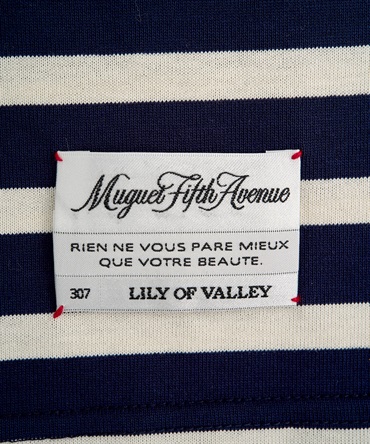 Muguet Fifth Avenue
RIEN NE VOUS PARE MIEUX
QUE VOTRE BEAUTE.
307 LILY OF VALLEY